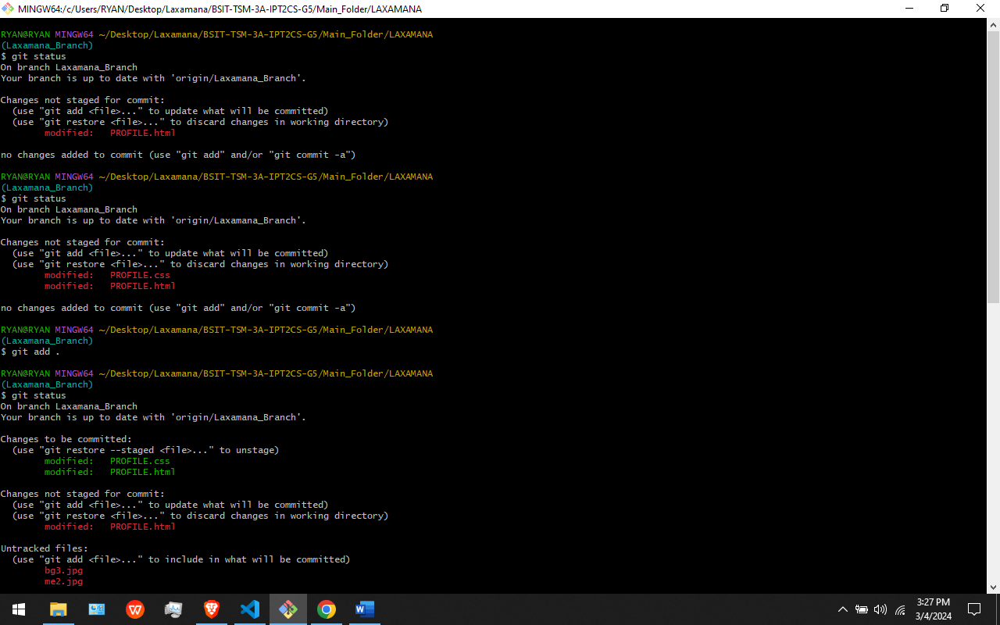 MINGW64:/c/Users/RYAN/Desktop/Laxamana/BSIT-TSM-3A-IPT2CS-G5/Main_Folder/LAXAMANA
RYAN@RYAN MINGW64 ~/Desktop/Laxamana/BSIT-TSM-3A-IPT2CS-G5/Main_Folder/LAXAMANA
(Laxamana_Branch)
$ git status
On branch Laxamana_Branch
Your branch is up to date with 'origin/Laxamana_Branch'.
Changes not staged for commit:
(use "git add <file>..." to update what will be committed)
(use "git restore <file>..." to discard changes in working directory)
modified: PROFILE.html
no changes added to commit (use "git add" and/or "git commit -a")
RYAN@RYAN MINGW64 ~/Desktop/Laxamana/BSIT-TSM-3A-IPT2CS-G5/Main_Folder/LAXAMANA
(Laxamana_Branch)
$ git status
On branch Laxamana_Branch
Your branch is up to date with 'origin/Laxamana_Branch'.
Changes not staged for commit:
(use "git add <file>..." to update what will be committed)
(use "git restore <file>..." to discard changes in working directory)
modified: PROFILE.css
modified: PROFILE.html
no changes added to commit (use "git add" and/or "git commit -a")
RYAN@RYAN MINGW64 ~/Desktop/Laxamana/BSIT-TSM-3A-IPT2CS-G5/Main_Folder/LAXAMANA
(Laxamana_Branch)
$ git add .
RYAN@RYAN MINGW64 ~/Desktop/Laxamana/BSIT-TSM-3A-IPT2CS-G5/Main_Folder/LAXAMANA
(Laxamana_Branch)
$ git status
On branch Laxamana_Branch
Your branch is up to date with 'origin/Laxamana_Branch'.
Changes to be committed:
(use "git restore --staged <file>..." to unstage)
modified: PROFILE.css
modified: PROFILE.html
Changes not staged for commit:
(use "git add <file>..." to update what will be committed)
(use "git restore <file>..." to discard changes in working directory)
modified: PROFILE.html
Untracked files:
(use "git add <file>..." to include in what will be committed)
bg3.jpg
me2.jpg
3:27 PM
3/4/2024